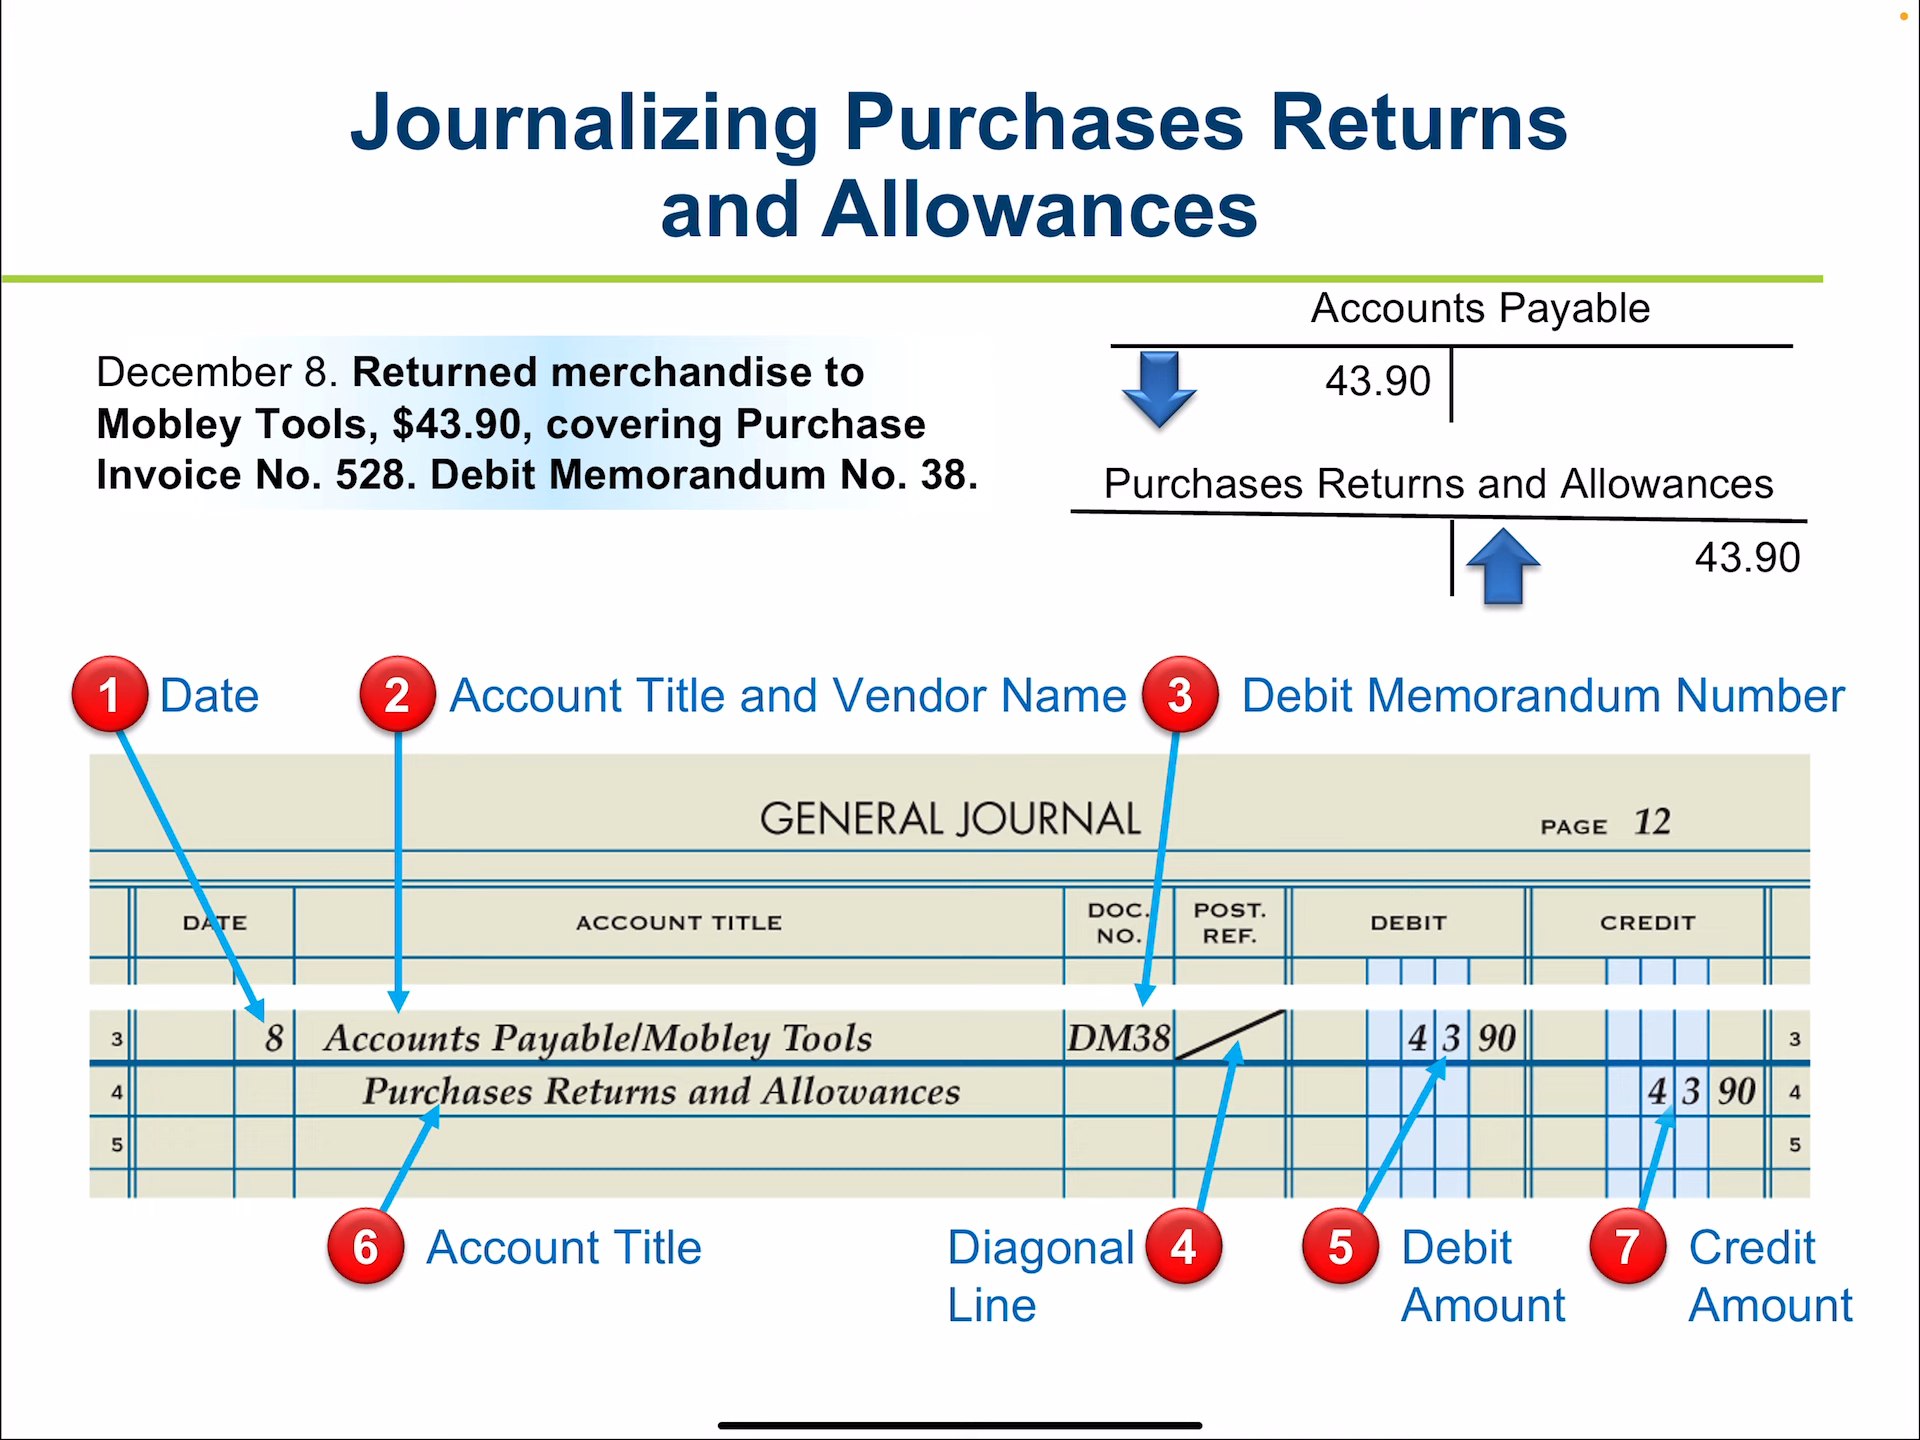 Journalizing Purchases Returns
and Allowances
December 8. Returned merchandise to
Mobley Tools, $43.90, covering Purchase
Invoice No. 528. Debit Memorandum No. 38.
Accounts Payable
43.90
Purchases Returns and Allowances
43.90
1 Date
2 Account Title and Vendor Name
3 Debit Memorandum Number
GENERAL JOURNAL
PAGE 12
DATE
ACCOUNT TITLE
DOC.
NO.
POST.
REF.
DEBIT
CREDIT
3 8 Accounts Payable/Mobley Tools DM38 4 3 90 3
4 Purchases Returns and Allowances 4 3 90 4
5 5
6 Account Title
Diagonal
Line
4
5 Debit
Amount
7 Credit
Amount